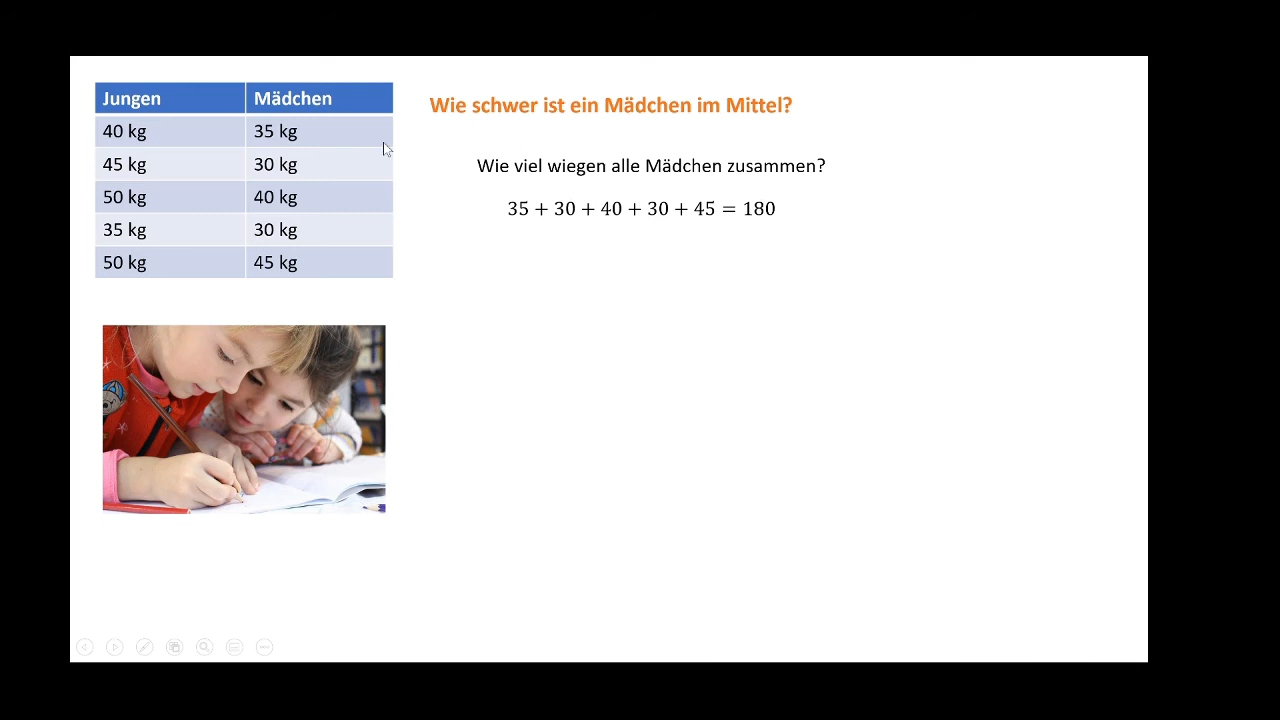 Jungen Mädchen
40 kg 35 kg
45 kg 30 kg
50 kg 40 kg
35 kg 30 kg
50 kg 45 kg
Wie schwer ist ein Mädchen im Mittel?
Wie viel wiegen alle Mädchen zusammen?
35 + 30 + 40 + 30 + 45 = 180